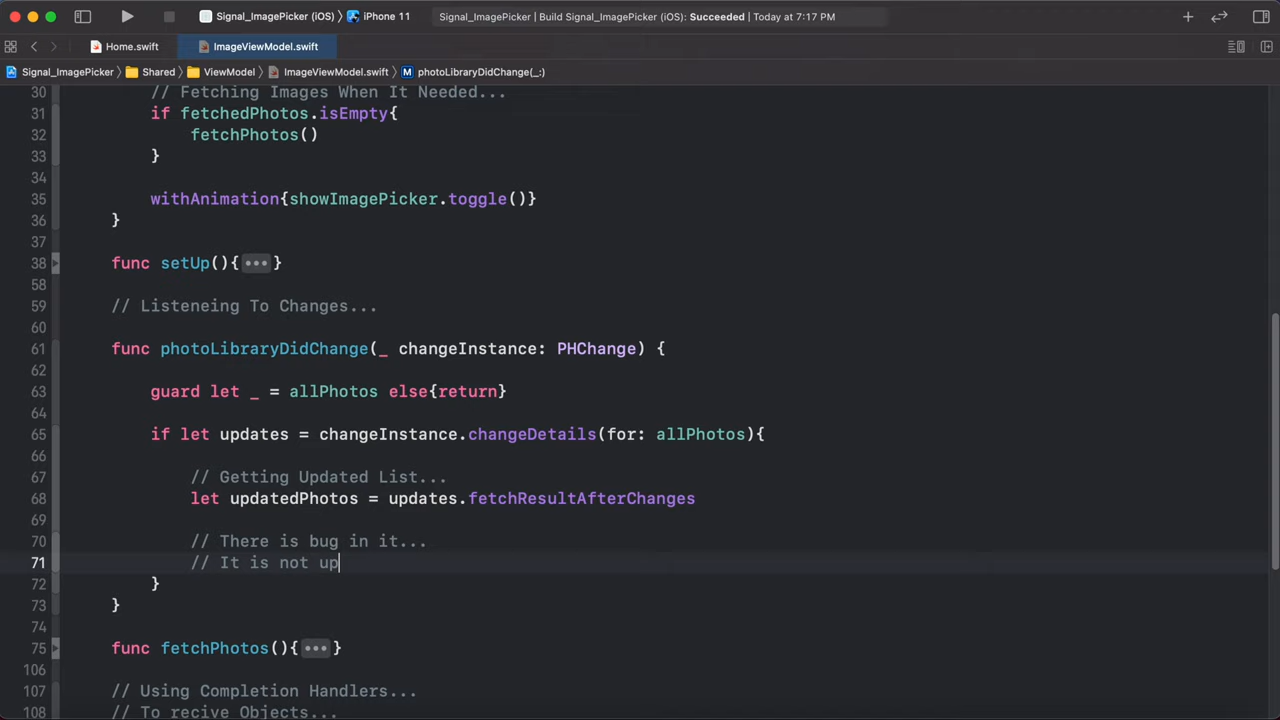 Signal_ImagePicker (iOS) ⟩ iPhone 11
Signal_ImagePicker | Build Signal_ImagePicker (iOS): Succeeded | Today at 7:17 PM
Home.swift
ImageViewModel.swift
Signal_ImagePicker ⟩ Shared ⟩ ViewModel ⟩ ImageViewModel.swift ⟩ M photoLibraryDidChange(_:)
30 // Fetching Images When It Needed...
31 if fetchedPhotos.isEmpty{
32 fetchPhotos()
33 }
34
35 withAnimation{showImagePicker.toggle()}
36 }
37
38 func setUp(){•••}
58
59 // Listeneing To Changes...
60
61 func photoLibraryDidChange(_ changeInstance: PHChange) {
62
63 guard let _ = allPhotos else{return}
64
65 if let updates = changeInstance.changeDetails(for: allPhotos){
66
67 // Getting Updated List...
68 let updatedPhotos = updates.fetchResultAfterChanges
69
70 // There is bug in it...
71 // It is not up
72 }
73 }
74
75 func fetchPhotos(){•••}
106
107 // Using Completion Handlers...
108 // To recive Objects...